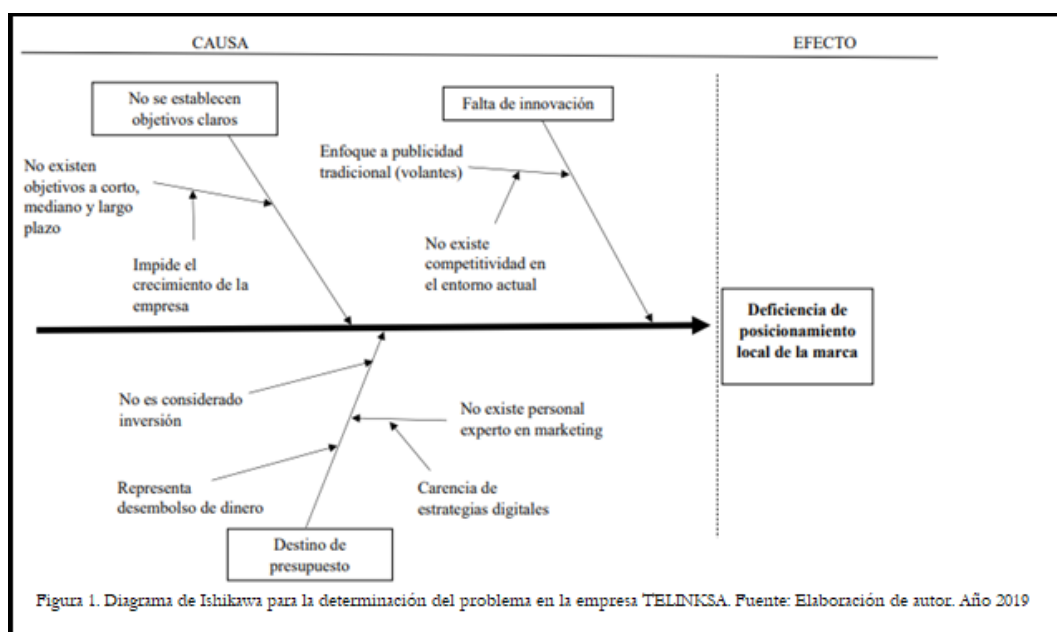 CAUSA
EFECTO
No se establecen
objetivos claros
Falta de innovación
No existen
objetivos a corto,
mediano y largo
plazo
Enfoque a publicidad
tradicional (volantes)
Impide el
crecimiento de la
empresa
No existe
competitividad en
el entorno actual
Deficiencia de
posicionamiento
local de la marca
No es considerado
inversión
No existe personal
experto en marketing
Representa
desembolso de dinero
Carencia de
estrategias digitales
Destino de
presupuesto
Figura 1. Diagrama de Ishikawa para la determinación del problema en la empresa TELINKSA. Fuente: Elaboración de autor. Año 2019